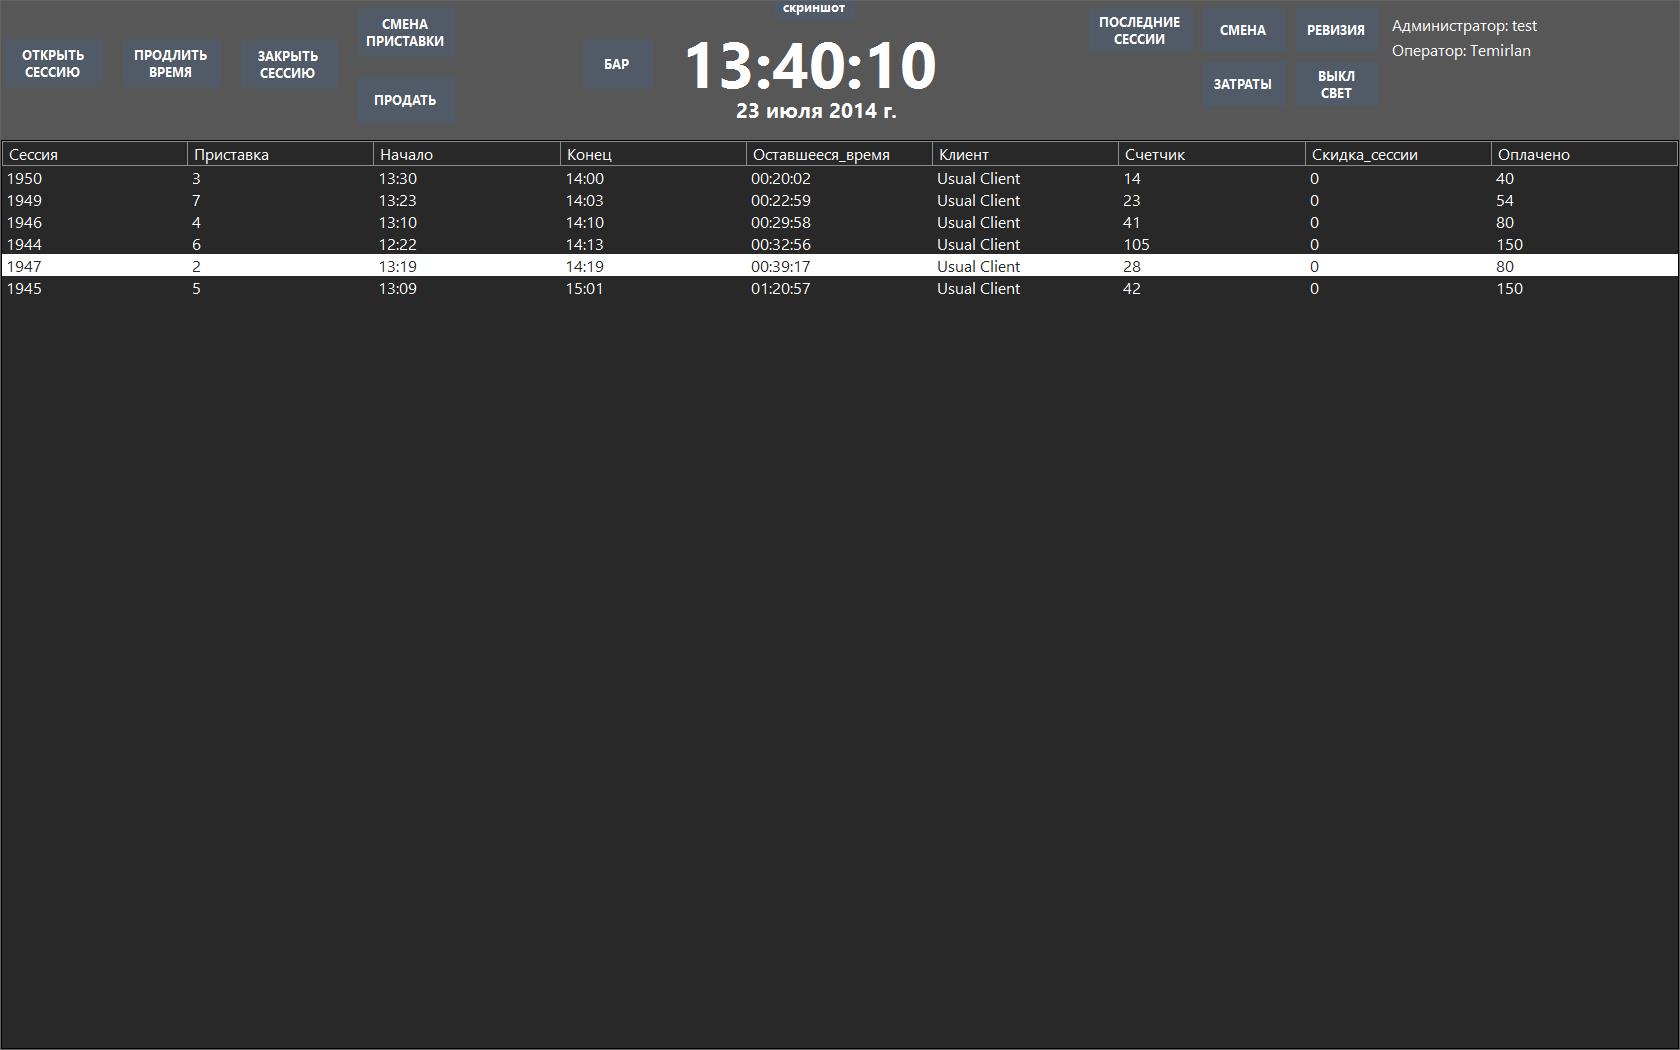 скриншот
ОТКРЫТЬ
СЕССИЮ
ПРОДЛИТЬ
ВРЕМЯ
ЗАКРЫТЬ
СЕССИЮ
СМЕНА
ПРИСТАВКИ
ПРОДАТЬ
БАР
13:40:10
23 июля 2014 г.
ПОСЛЕДНИЕ
СЕССИИ
СМЕНА
РЕВИЗИЯ
ЗАТРАТЫ
ВЫКЛ
СВЕТ
Администратор: test
Оператор: Temirlan
Сессия Приставка Начало Конец Оставшееся_время Клиент Счетчик Скидка_сессии Оплачено
1950 3 13:30 14:00 00:20:02 Usual Client 14 0 40
1949 7 13:23 14:03 00:22:59 Usual Client 23 0 54
1946 4 13:10 14:10 00:29:58 Usual Client 41 0 80
1944 6 12:22 14:13 00:32:56 Usual Client 105 0 150
1947 2 13:19 14:19 00:39:17 Usual Client 28 0 80
1945 5 13:09 15:01 01:20:57 Usual Client 42 0 150